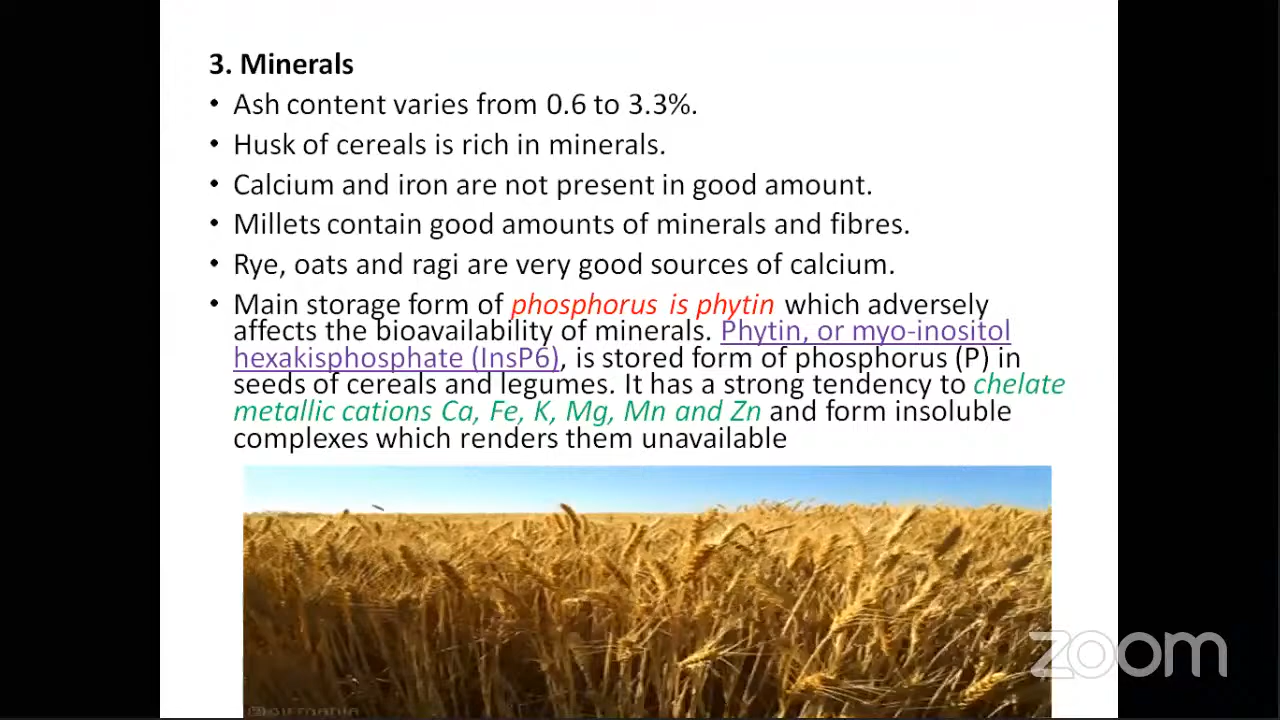 3. Minerals
• Ash content varies from 0.6 to 3.3%.
• Husk of cereals is rich in minerals.
• Calcium and iron are not present in good amount.
• Millets contain good amounts of minerals and fibres.
• Rye, oats and ragi are very good sources of calcium.
• Main storage form of phosphorus is phytin which adversely
affects the bioavailability of minerals. Phytin, or myo-inositol
hexakisphosphate (InsP6), is stored form of phosphorus (P) in
seeds of cereals and legumes. It has a strong tendency to chelate
metallic cations Ca, Fe, K, Mg, Mn and Zn and form insoluble
complexes which renders them unavailable
zoom